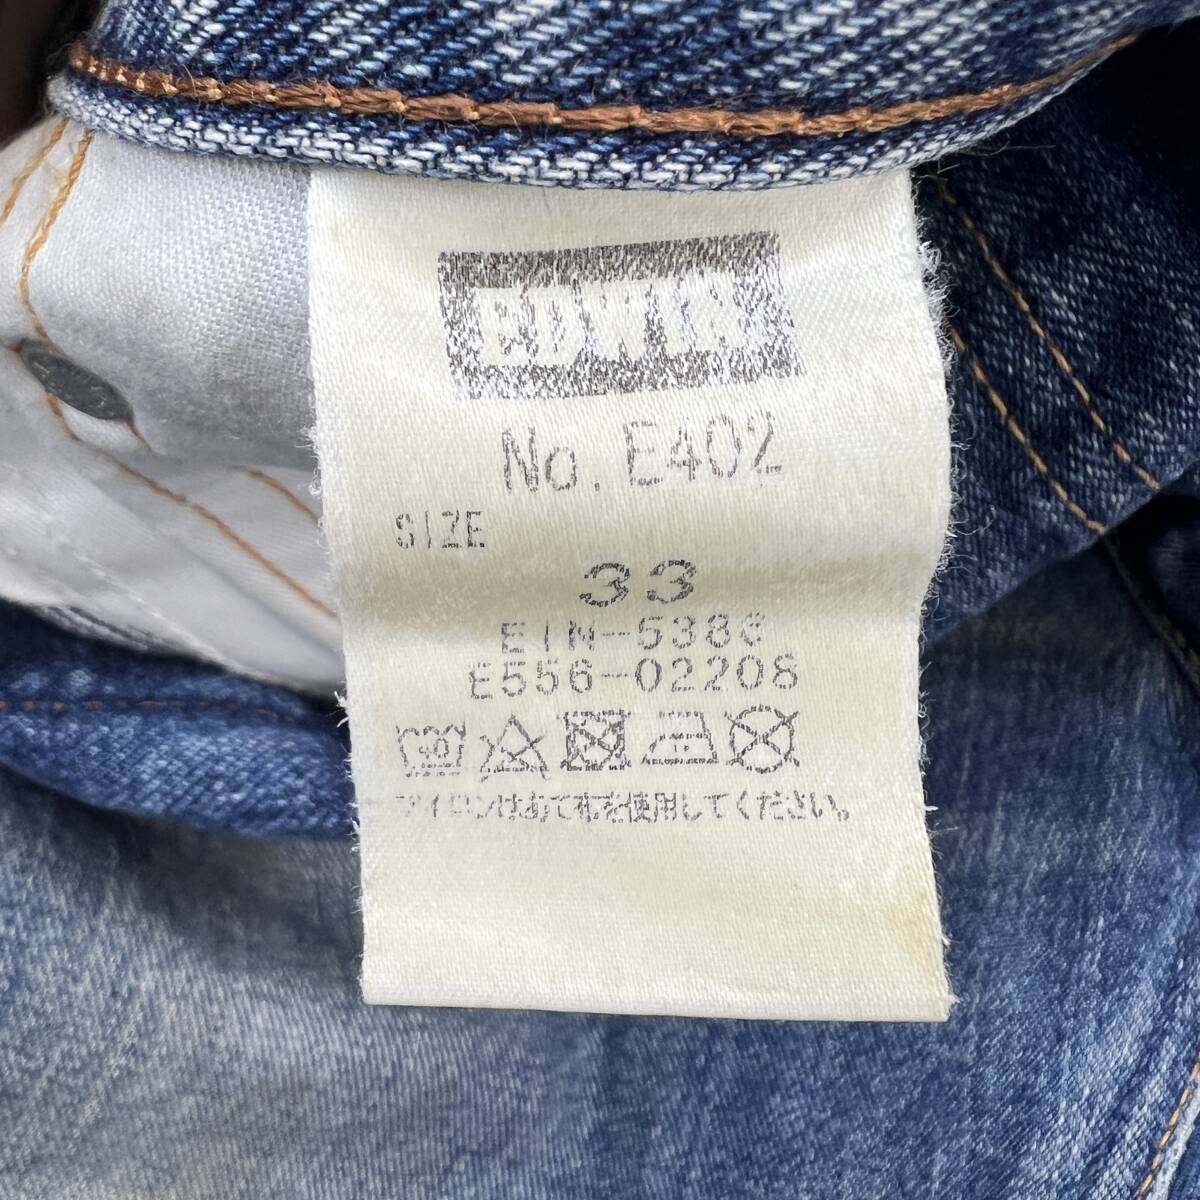 EDWIN
No. E402
SIZE
33
EIN-5386
E556-02208
40
アイロンはあて布を使用してください。